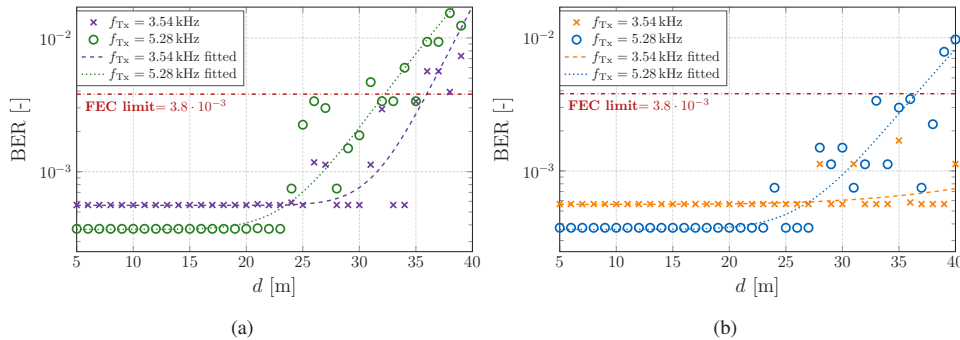 × f_Tx = 3.54 kHz
○ f_Tx = 5.28 kHz
f_Tx = 3.54 kHz fitted
f_Tx = 5.28 kHz fitted
FEC limit= 3.8 · 10^−3
10^−2
10^−3
BER [-]
5 10 15 20 25 30 35 40
d [m]
(a)
× f_Tx = 3.54 kHz
○ f_Tx = 5.28 kHz
f_Tx = 3.54 kHz fitted
f_Tx = 5.28 kHz fitted
FEC limit= 3.8 · 10^−3
10^−2
10^−3
BER [-]
5 10 15 20 25 30 35 40
d [m]
(b)